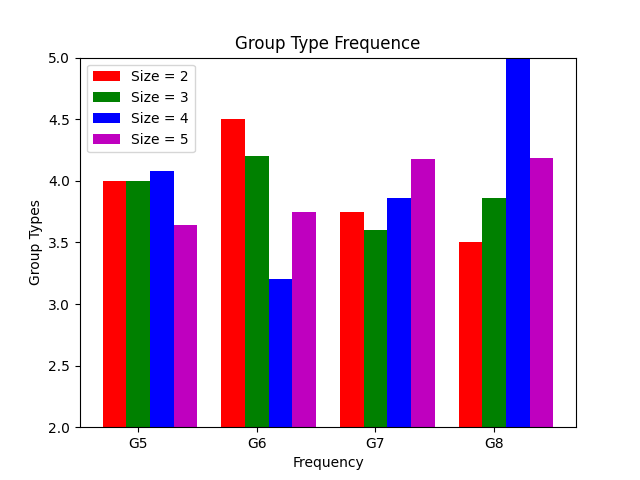 Group Type Frequence
Size = 2
Size = 3
Size = 4
Size = 5
Group Types
5.0
4.5
4.0
3.5
3.0
2.5
2.0
G5 G6 G7 G8
Frequency